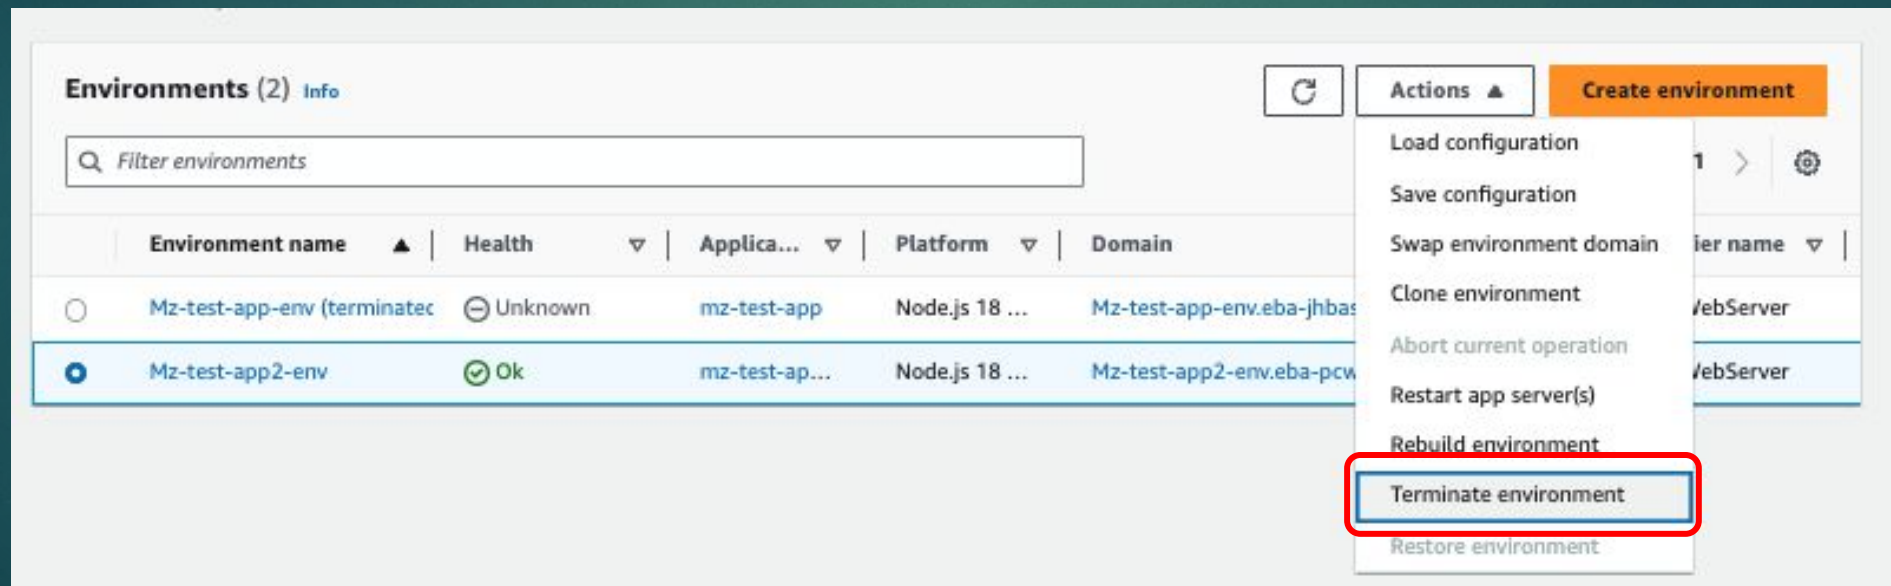 Environments (2) Info
Actions
Create environment
Filter environments
1
Load configuration
Save configuration
Swap environment domain
Clone environment
Abort current operation
Restart app server(s)
Rebuild environment
Terminate environment
Restore environment
Environment name Health Applica... Platform Domain ier name
Mz-test-app-env (terminated Unknown mz-test-app Node.js 18 ... Mz-test-app-env.eba-jhbas VebServer
Mz-test-app2-env Ok mz-test-ap... Node.js 18 ... Mz-test-app2-env.eba-pcw VebServer